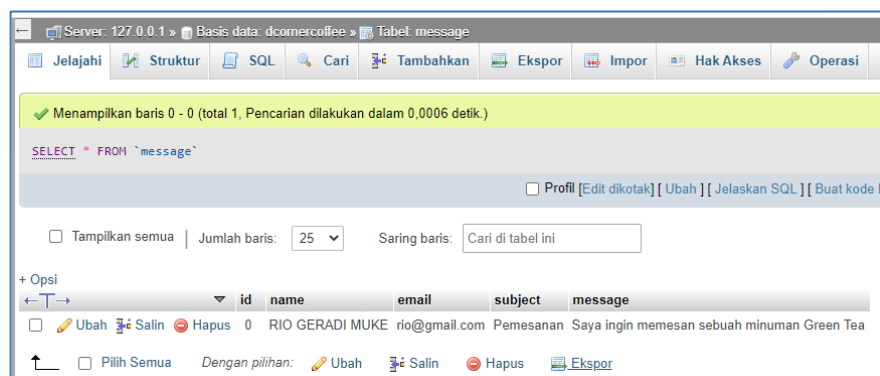 Server: 127.0.0.1 » Basis data: dcornercoffee » Tabel: message
Jelajahi Struktur SQL Cari Tambahkan Ekspor Impor Hak Akses Operasi
Menampilkan baris 0 - 0 (total 1, Pencarian dilakukan dalam 0,0006 detik.)
SELECT * FROM `message`
Profil [Edit dikotak] [ Ubah ] [ Jelaskan SQL ] [ Buat kode
Tampilkan semua | Jumlah baris: 25 Saring baris: Cari di tabel ini
+ Opsi
←T→ id name email subject message
Ubah Salin Hapus 0 RIO GERADI MUKE rio@gmail.com Pemesanan Saya ingin memesan sebuah minuman Green Tea
Pilih Semua Dengan pilihan: Ubah Salin Hapus Ekspor